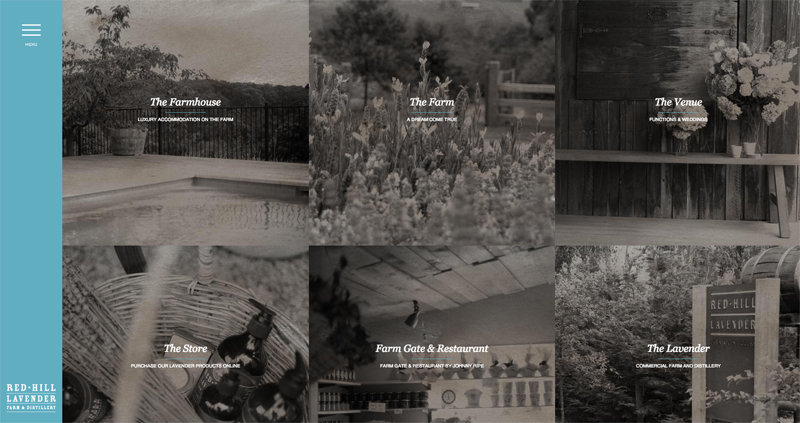 MENU
The Farmhouse
LUXURY ACCOMMODATION ON THE FARM
The Farm
A DREAM COME TRUE
The Venue
FUNCTIONS & WEDDINGS
The Store
PURCHASE OUR LAVENDER PRODUCTS ONLINE
Farm Gate & Restaurant
FARM GATE & RESTAURANT BY JOHNNY RIPE
The Lavender
COMMERCIAL FARM AND DISTILLERY
RED-HILL
LAVENDER
RED-HILL
LAVENDER
FARM & DISTILLERY